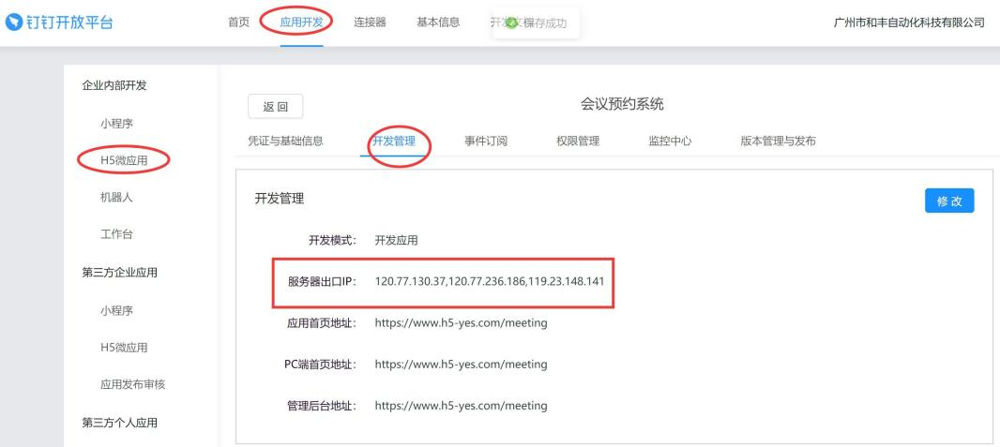 钉钉开放平台
首页 应用开发 连接器 基本信息 开发文档 保存成功 广州市和丰自动化科技有限公司
企业内部开发
小程序
H5微应用
机器人
工作台
第三方企业应用
小程序
H5微应用
应用发布审核
第三方个人应用
返回 会议预约系统
凭证与基础信息 开发管理 事件订阅 权限管理 监控中心 版本管理与发布
开发管理 修改
开发模式: 开发应用
服务器出口IP: 120.77.130.37,120.77.236.186,119.23.148.141
应用首页地址: https://www.h5-yes.com/meeting
PC端首页地址: https://www.h5-yes.com/meeting
管理后台地址: https://www.h5-yes.com/meeting